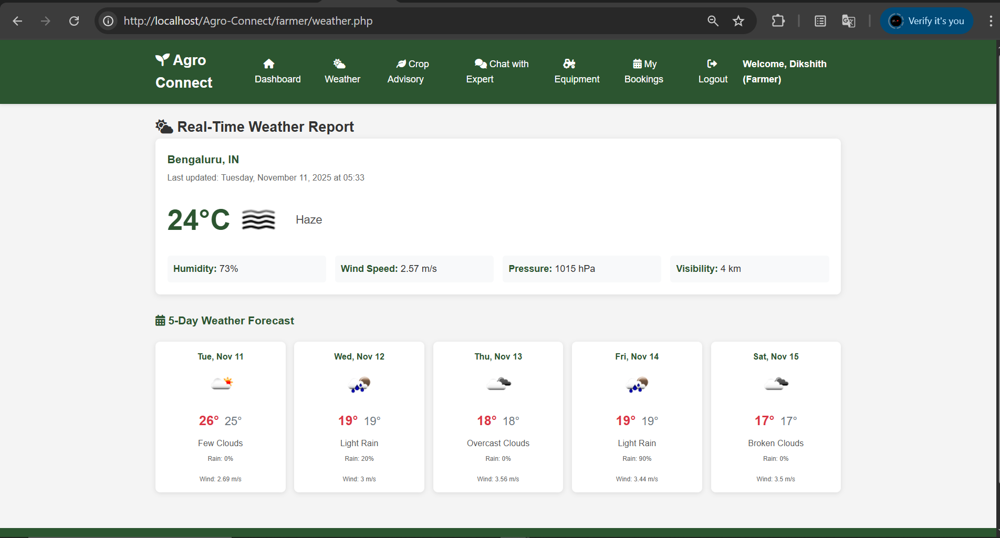 http://localhost/Agro-Connect/farmer/weather.php
Verify it's you
Agro
Connect
Dashboard
Weather
Crop
Advisory
Chat with
Expert
Equipment
My
Bookings
Logout
Welcome, Dikshith
(Farmer)
Real-Time Weather Report
Bengaluru, IN
Last updated: Tuesday, November 11, 2025 at 05:33
24°C
Haze
Humidity: 73%
Wind Speed: 2.57 m/s
Pressure: 1015 hPa
Visibility: 4 km
5-Day Weather Forecast
Tue, Nov 11
26° 25°
Few Clouds
Rain: 0%
Wind: 2.69 m/s
Wed, Nov 12
19° 19°
Light Rain
Rain: 20%
Wind: 3 m/s
Thu, Nov 13
18° 18°
Overcast Clouds
Rain: 0%
Wind: 3.56 m/s
Fri, Nov 14
19° 19°
Light Rain
Rain: 90%
Wind: 3.44 m/s
Sat, Nov 15
17° 17°
Broken Clouds
Rain: 0%
Wind: 3.5 m/s